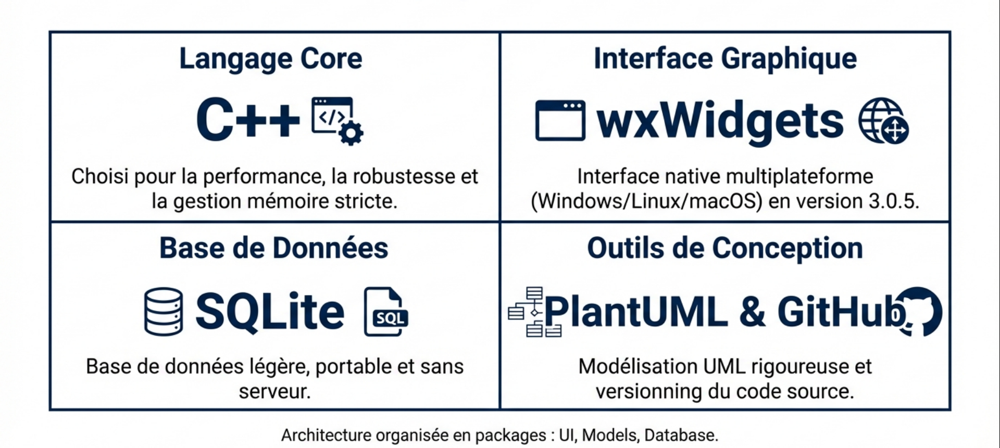 Langage Core
C++
</>
Choisi pour la performance, la robustesse et
la gestion mémoire stricte.
Interface Graphique
wxWidgets
Interface native multiplateforme
(Windows/Linux/macOS) en version 3.0.5.
Base de Données
SQLite
SQL
Base de données légère, portable et sans
serveur.
Outils de Conception
PlantUML & GitHub
Modélisation UML rigoureuse et
versionning du code source.
Architecture organisée en packages : UI, Models, Database.